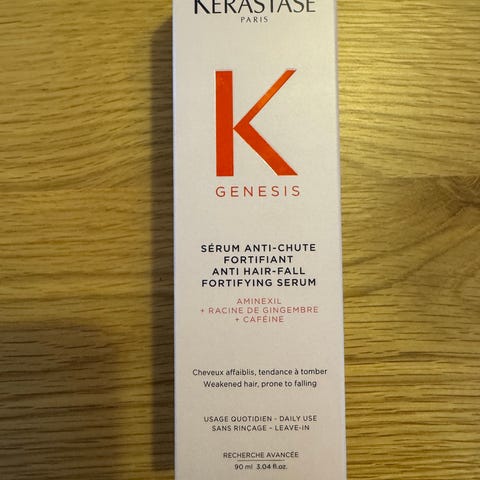 KÉRASTASE
PARIS
K
GENESIS
SÉRUM ANTI-CHUTE
FORTIFIANT
ANTI HAIR-FALL
FORTIFYING SERUM
AMINEXIL
+ RACINE DE GINGEMBRE
+ CAFÉINE
Cheveux affaiblis, tendance à tomber
Weakened hair, prone to falling
USAGE QUOTIDIEN - DAILY USE
SANS RINÇAGE - LEAVE-IN
RECHERCHE AVANCÉE
90 ml 3.04 fl.oz.